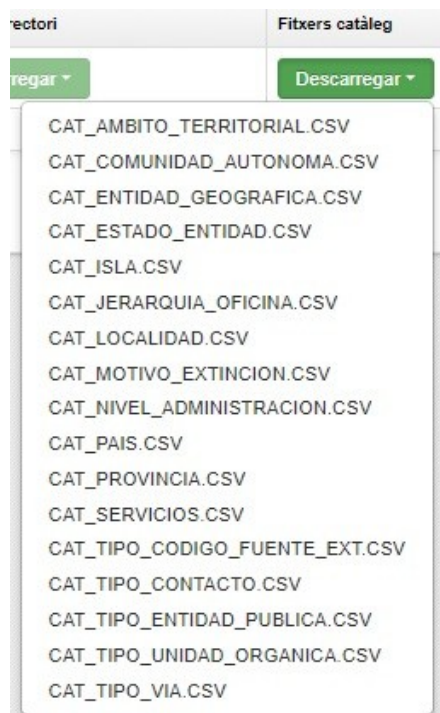 rectori
Fitxers catàleg
regar
Descarregar
CAT_AMBITO_TERRITORIAL.CSV
CAT_COMUNIDAD_AUTONOMA.CSV
CAT_ENTIDAD_GEOGRAFICA.CSV
CAT_ESTADO_ENTIDAD.CSV
CAT_ISLA.CSV
CAT_JERARQUIA_OFICINA.CSV
CAT_LOCALIDAD.CSV
CAT_MOTIVO_EXTINCION.CSV
CAT_NIVEL_ADMINISTRACION.CSV
CAT_PAIS.CSV
CAT_PROVINCIA.CSV
CAT_SERVICIOS.CSV
CAT_TIPO_CODIGO_FUENTE_EXT.CSV
CAT_TIPO_CONTACTO.CSV
CAT_TIPO_ENTIDAD_PUBLICA.CSV
CAT_TIPO_UNIDAD_ORGANICA.CSV
CAT_TIPO_VIA.CSV